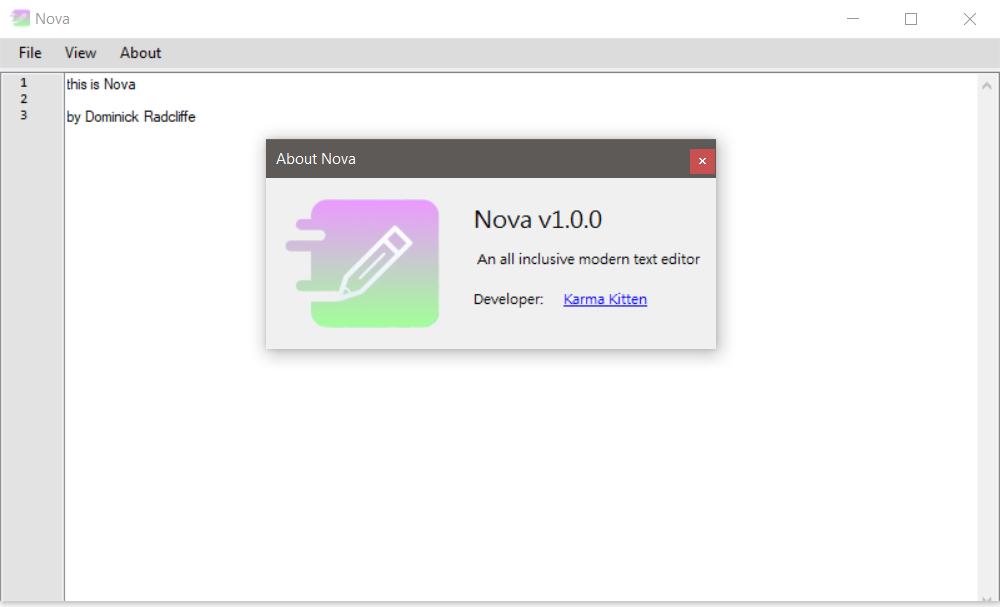 Nova
File View About
1 this is Nova
2
3 by Dominick Radcliffe
About Nova
Nova v1.0.0
An all inclusive modern text editor
Developer: Karma Kitten